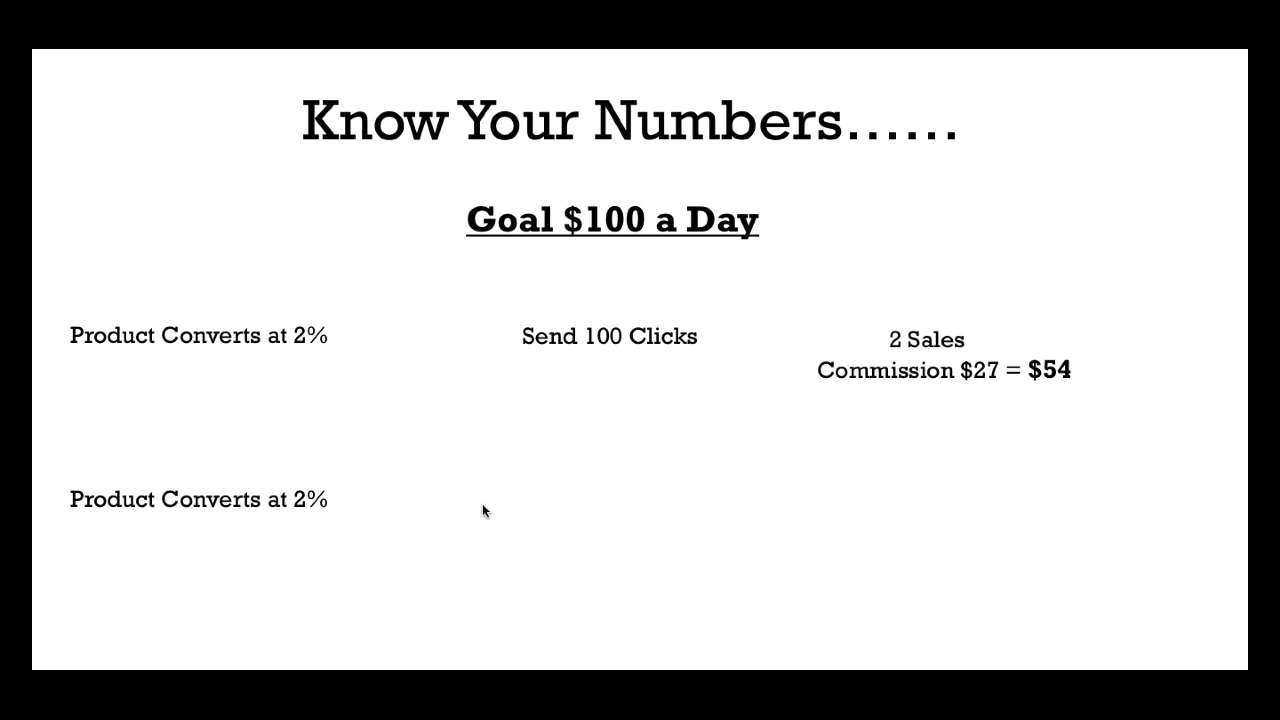 Know Your Numbers......
Goal $100 a Day
Product Converts at 2%
Send 100 Clicks
2 Sales
Commission $27 = $54
Product Converts at 2%